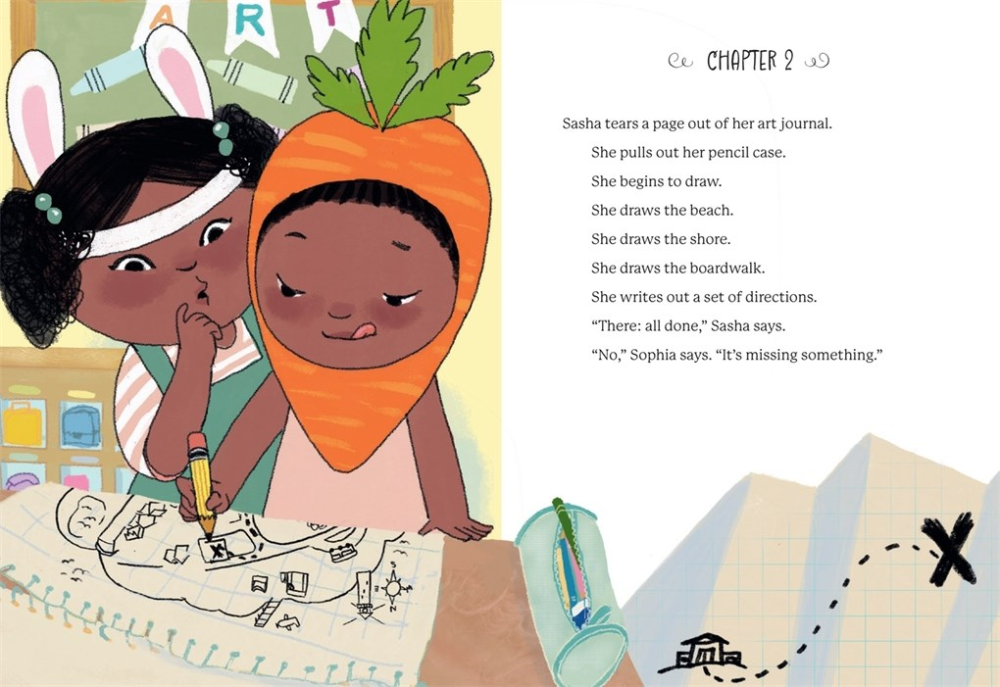 ART
CHAPTER 2
Sasha tears a page out of her art journal.
She pulls out her pencil case.
She begins to draw.
She draws the beach.
She draws the shore.
She draws the boardwalk.
She writes out a set of directions.
“There: all done,” Sasha says.
“No,” Sophia says. “It’s missing something.”
X
S
N
X